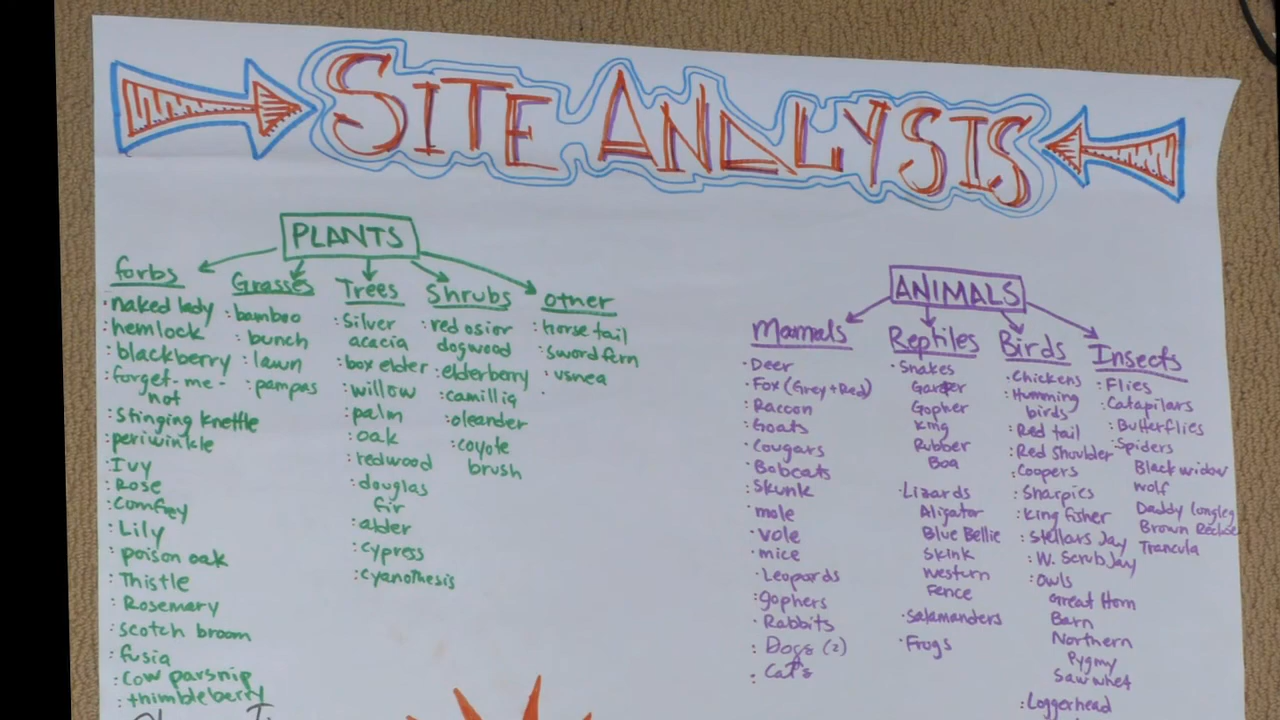 SITE ANALYSIS
PLANTS
forbs
naked lady
hemlock
blackberry
forget-me-
not
Stinging Knettle
periwinkle
Ivy
Rose
Comfrey
Lily
poison oak
Thistle
Rosemary
scotch broom
fusia
Cow parsnip
thimbleberry
Grasses
bamboo
bunch
lawn
pampas
Trees
Silver
acacia
box elder
willow
palm
oak
redwood
douglas
fir
alder
cypress
cyanothesis
Shrubs
red osier
dogwood
elderberry
camillia
oleander
coyote
brush
other
horse tail
sword fern
usnea
ANIMALS
Mamals
Deer
Fox (Grey + Red)
Raccon
Goats
Cougars
Bobcats
Skunk
mole
vole
mice
Leopards
gophers
Rabbits
Dogs (2)
Cats
Reptiles
Snakes
Garter
Gopher
King
Rubber
Boa
Lizards
Aligator
Blue Bellie
Skink
Western
Fence
Salamanders
Frogs
Birds
Chickens
Humming
birds
Red tail
Red Shoulder
Coopers
Sharpies
King fisher
Stellars Jay
W. Scrub Jay
Owls
Great Horn
Barn
Northern
Pygmy
Saw whet
Loggerhead
Insects
Flies
Catapilars
Butterflies
Spiders
Black widow
wolf
Daddy longleg
Brown Recluse
Trancula